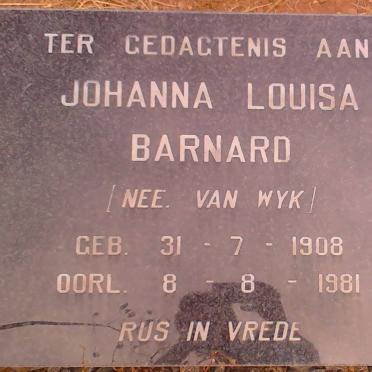 TER GEDAGTENIS AAN
JOHANNA LOUISA
BARNARD
[NEE. VAN WYK]
GEB. 31 - 7 - 1908
OORL. 8 - 8 - 1981
RUS IN VREDE